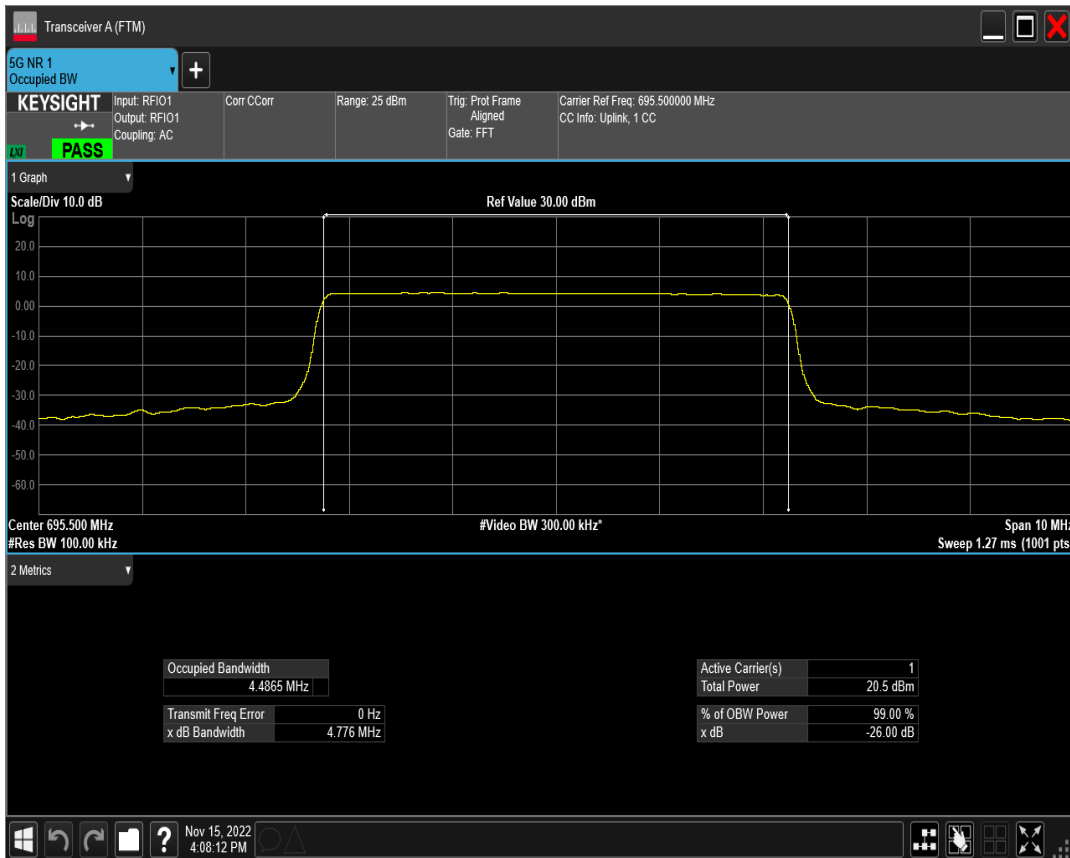 Transceiver A (FTM)
5G NR 1
Occupied BW
KEYSIGHT
LXI
PASS
Input: RFIO1
Output: RFIO1
Coupling: AC
Corr CCorr
Range: 25 dBm
Trig: Prot Frame
Aligned
Gate: FFT
Carrier Ref Freq: 695.500000 MHz
CC Info: Uplink, 1 CC
1 Graph
Scale/Div 10.0 dB
Ref Value 30.00 dBm
Log
20.0
10.0
0.00
-10.0
-20.0
-30.0
-40.0
-50.0
-60.0
Center 695.500 MHz
#Video BW 300.00 kHz*
Span 10 MHz
#Res BW 100.00 kHz
Sweep 1.27 ms (1001 pts
2 Metrics
Occupied Bandwidth
4.4865 MHz
Transmit Freq Error 0 Hz
x dB Bandwidth 4.776 MHz
Active Carrier(s) 1
Total Power 20.5 dBm
% of OBW Power 99.00 %
x dB -26.00 dB
Nov 15, 2022
4:08:12 PM